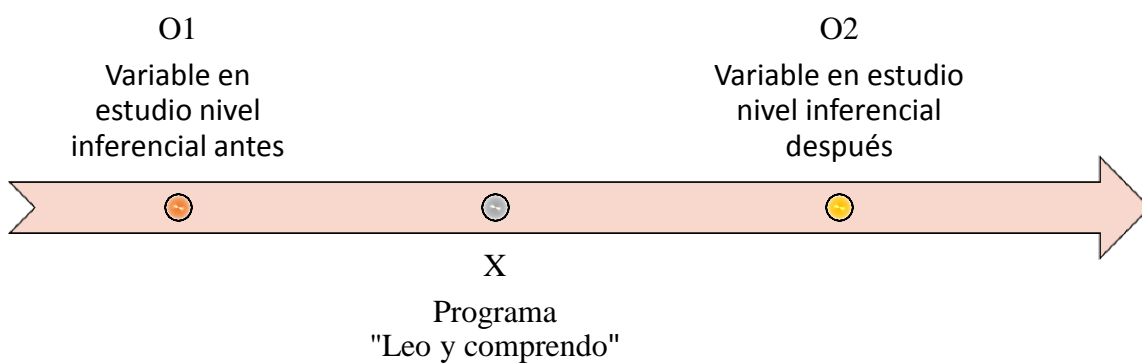 O1
Variable en
estudio nivel
inferencial antes
O2
Variable en estudio
nivel inferencial
después
X
Programa
"Leo y comprendo"